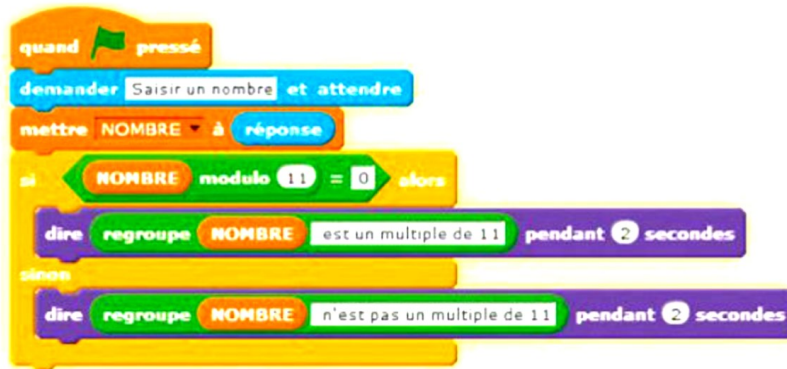 quand pressé
demander Saisir un nombre et attendre
mettre NOMBRE à réponse
si NOMBRE modulo 11 = 0 alors
dire regroupe NOMBRE est un multiple de 11 pendant 2 secondes
sinon
dire regroupe NOMBRE n'est pas un multiple de 11 pendant 2 secondes